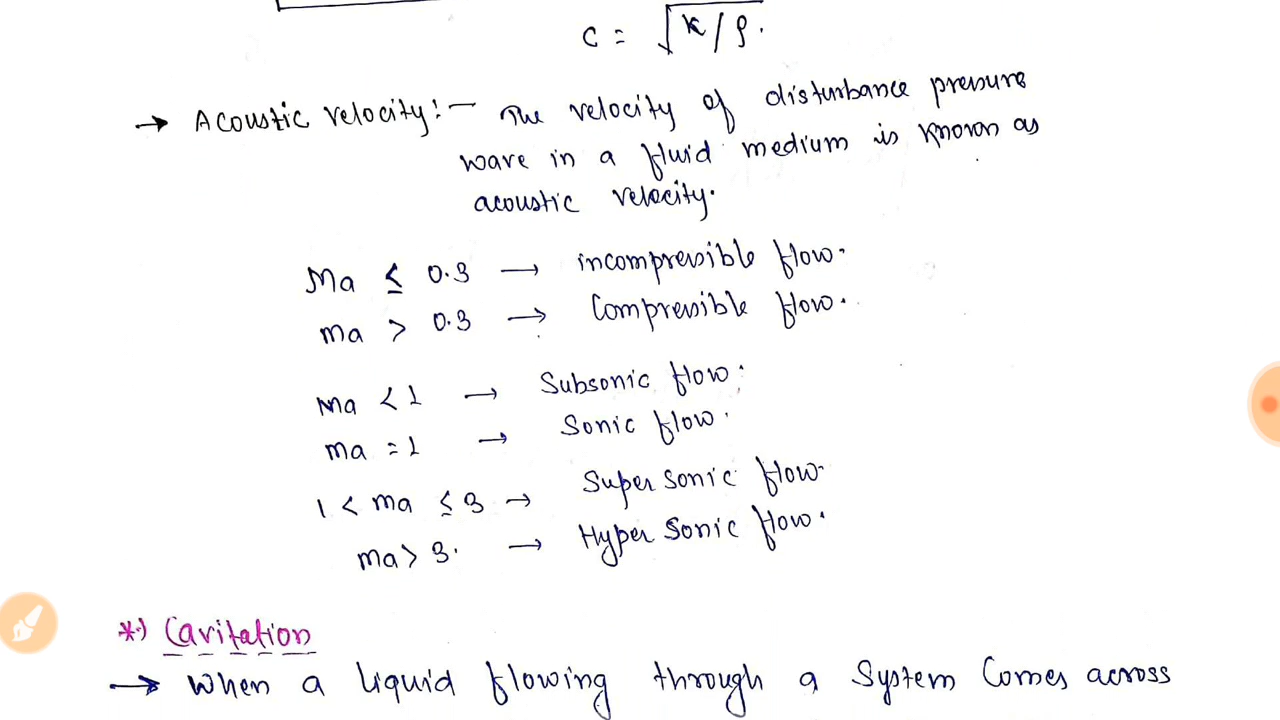 C = √K/ρ.
→ Acoustic velocity:- The velocity of disturbance pressure
wave in a fluid medium is known as
acoustic velocity.
Ma ≤ 0.3 → incompressible flow.
ma > 0.3 → Compressible flow.
Ma < 1 → Subsonic flow.
ma = 1 → Sonic flow.
1 < ma ≤ 3 → Super sonic flow.
ma > 3. → Hyper Sonic flow.
*) Cavitation
→ When a liquid flowing through a System Comes across